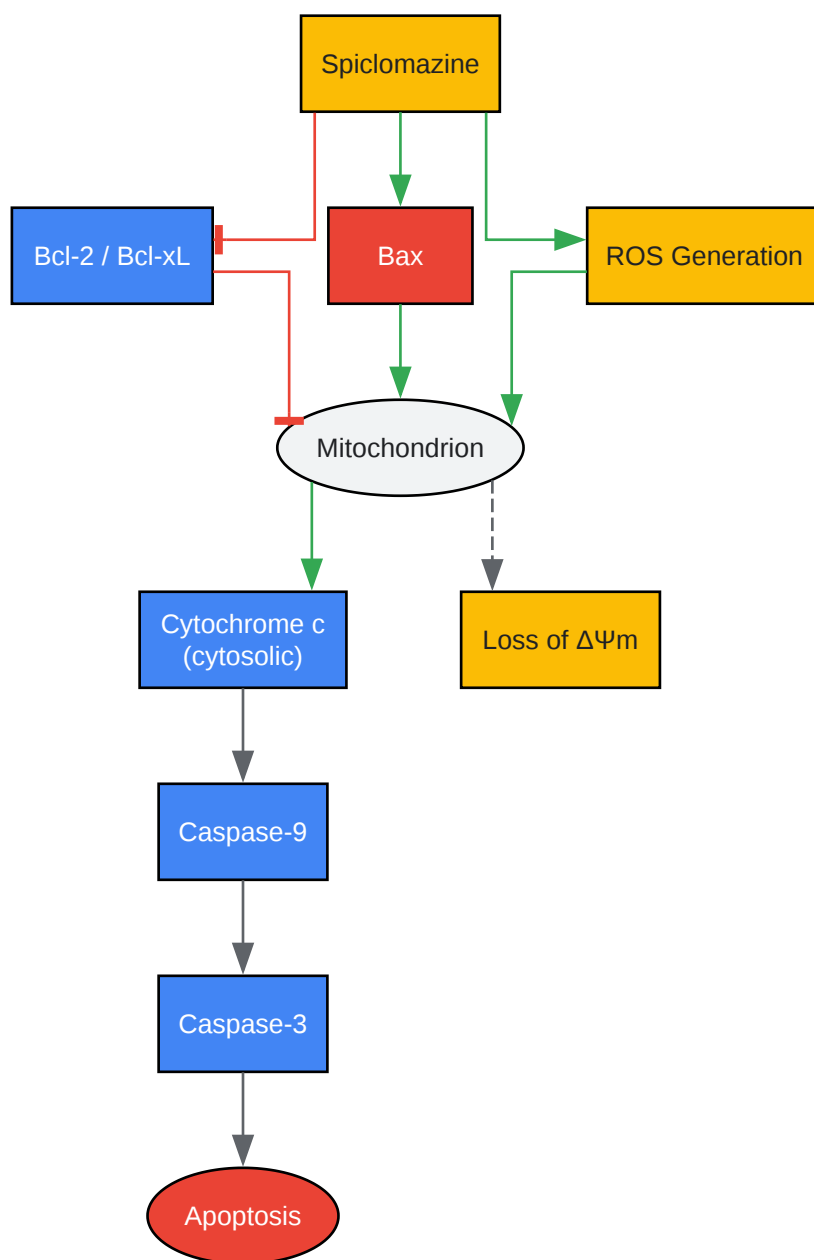 Spiclomazine
Bcl-2 / Bcl-xL
Bax
ROS Generation
Mitochondrion
Cytochrome c
(cytosolic)
Loss of ΔΨm
Caspase-9
Caspase-3
Apoptosis